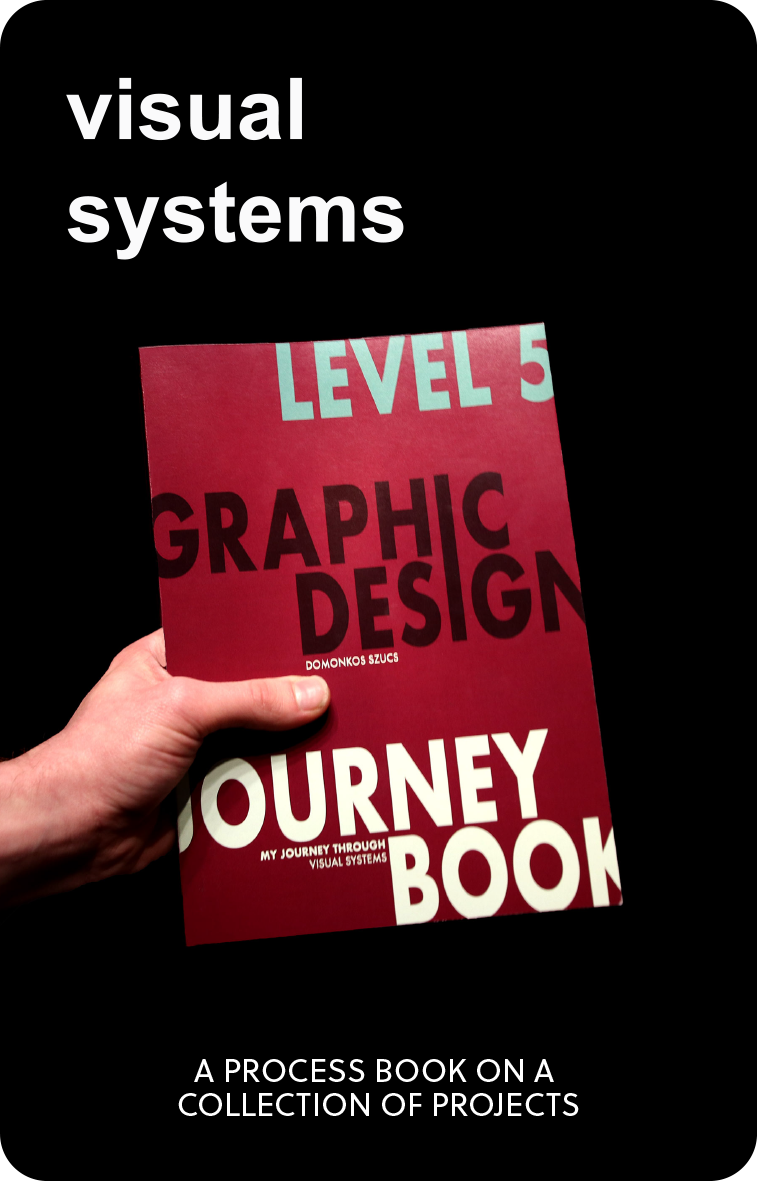 visual
systems
LEVEL 5
GRAPHIC
DESIGN
DOMONKOS SZUCS
JOURNEY
MY JOURNEY THROUGH
VISUAL SYSTEMS
BOOK
A PROCESS BOOK ON A
COLLECTION OF PROJECTS